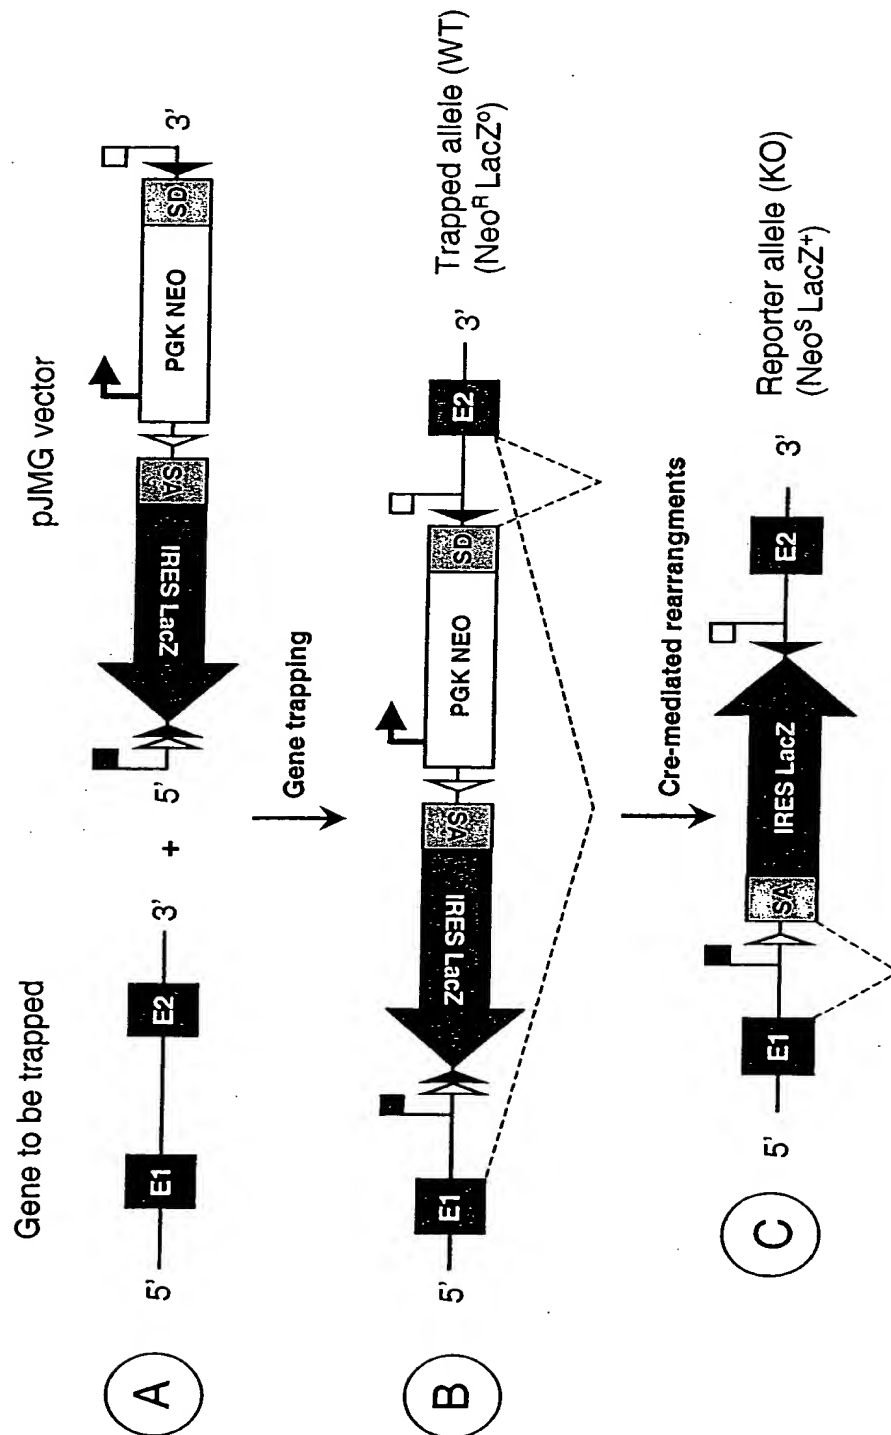 Gene to be trapped
pJMG vector
A
5'
E1
E2
3'
+
5'
IRES LacZ
SA
PGK NEO
SD
3'
Gene trapping
B
5'
E1
IRES LacZ
SA
PGK NEO
SD
E2
3'
Trapped allele (WT)
(Neo^R LacZ^o)
Cre-mediated rearrangments
C
5'
E1
SA
IRES LacZ
E2
3'
Reporter allele (KO)
(Neo^S LacZ^+)